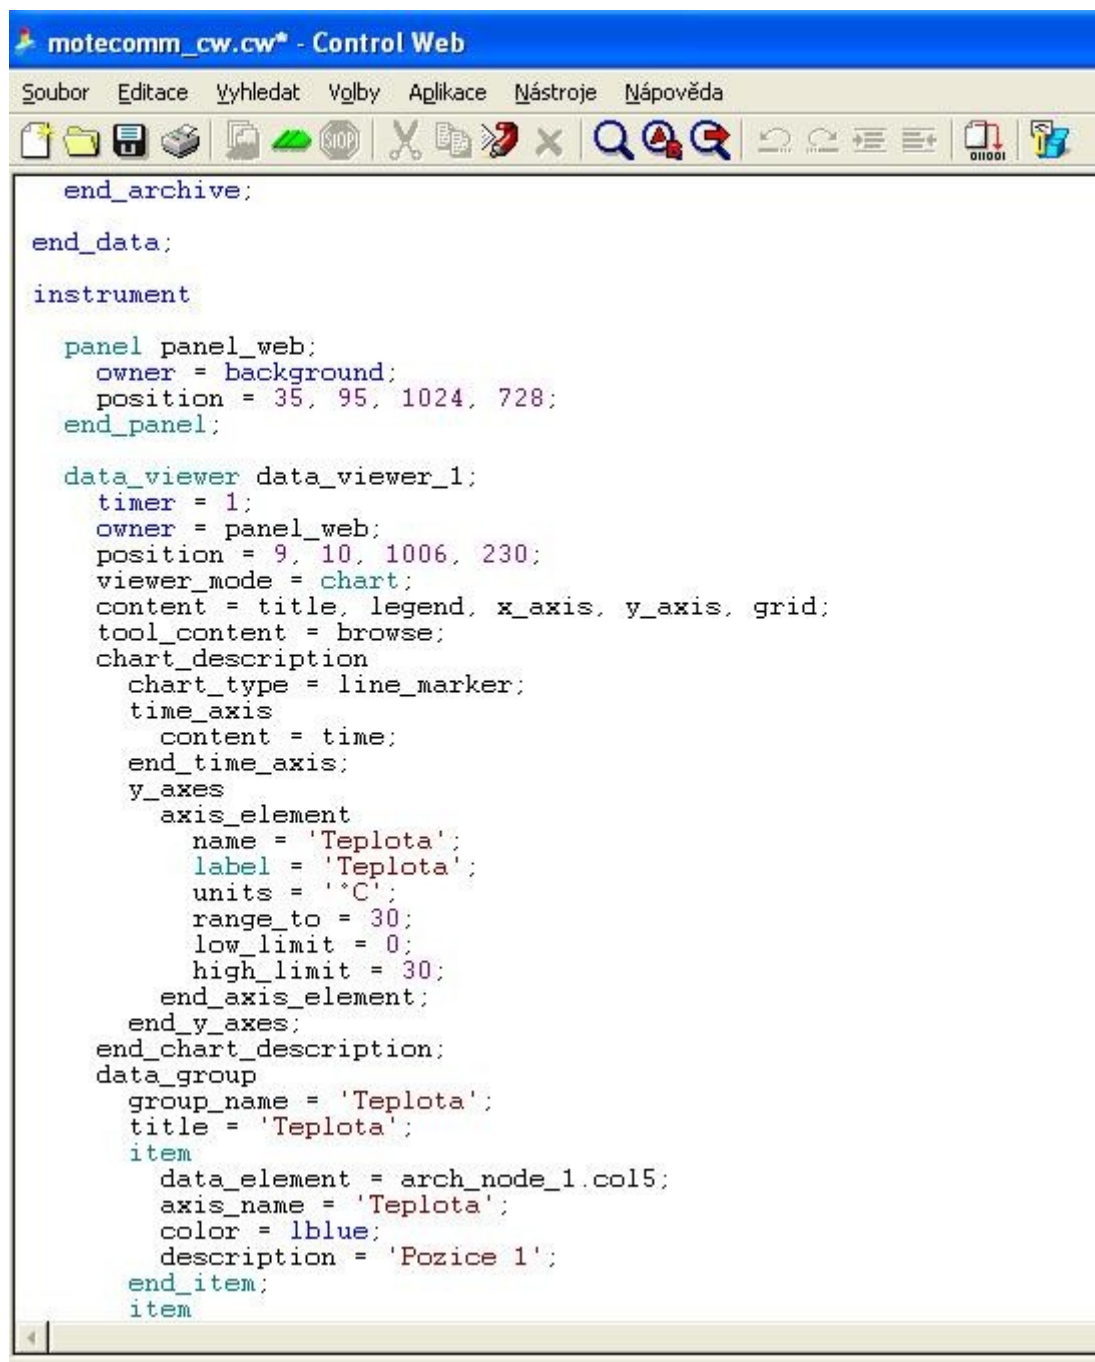 motecomm_cw.cw* - Control Web
Soubor Editace Vyhledat Volby Aplikace Nástroje Nápověda
STOP
011001
end_archive;
end_data;
instrument
panel panel_web;
owner = background;
position = 35, 95, 1024, 728;
end_panel;
data_viewer data_viewer_1;
timer = 1;
owner = panel_web;
position = 9, 10, 1006, 230;
viewer_mode = chart;
content = title, legend, x_axis, y_axis, grid;
tool_content = browse;
chart_description
chart_type = line_marker;
time_axis
content = time;
end_time_axis;
y_axes
axis_element
name = 'Teplota';
label = 'Teplota';
units = '°C';
range_to = 30;
low_limit = 0;
high_limit = 30;
end_axis_element;
end_y_axes;
end_chart_description;
data_group
group_name = 'Teplota';
title = 'Teplota';
item
data_element = arch_node_1.col5;
axis_name = 'Teplota';
color = lblue;
description = 'Pozice 1';
end_item;
item